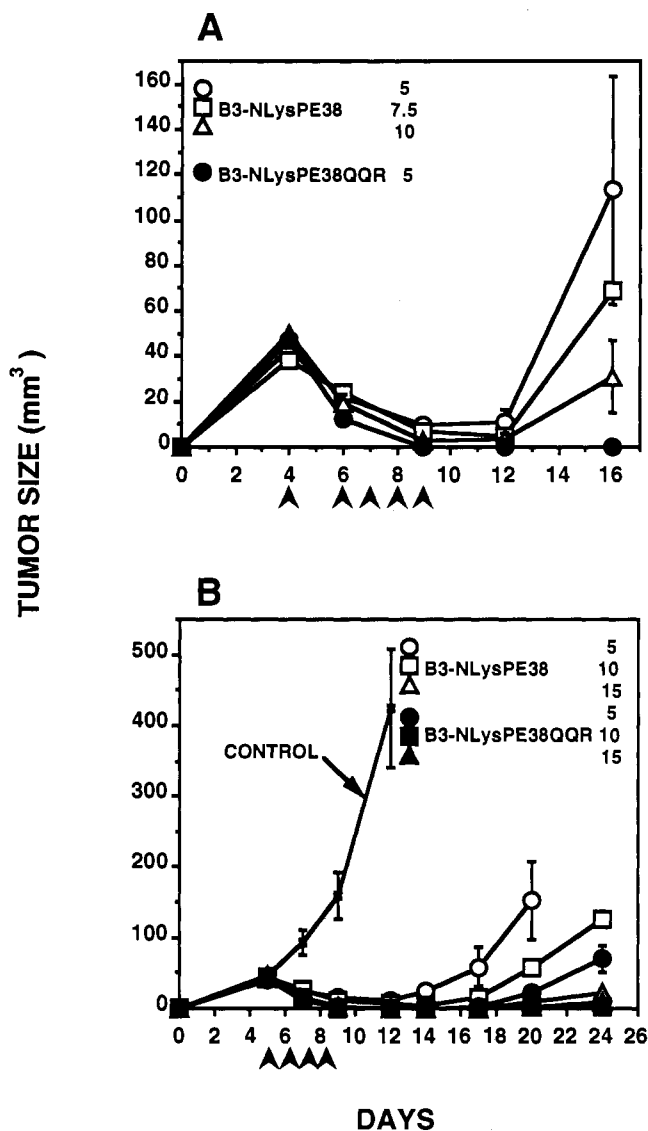 A
160
140
120
100
80
60
40
20
0
5
B3-NLysPE38 7.5
10
B3-NLysPE38QQR 5
0 2 4 6 8 10 12 14 16
TUMOR SIZE (mm³)
B
500
400
300
200
100
0
5
B3-NLysPE38 10
15
5
B3-NLysPE38QQR 10
15
CONTROL
0 2 4 6 8 10 12 14 16 18 20 22 24 26
DAYS